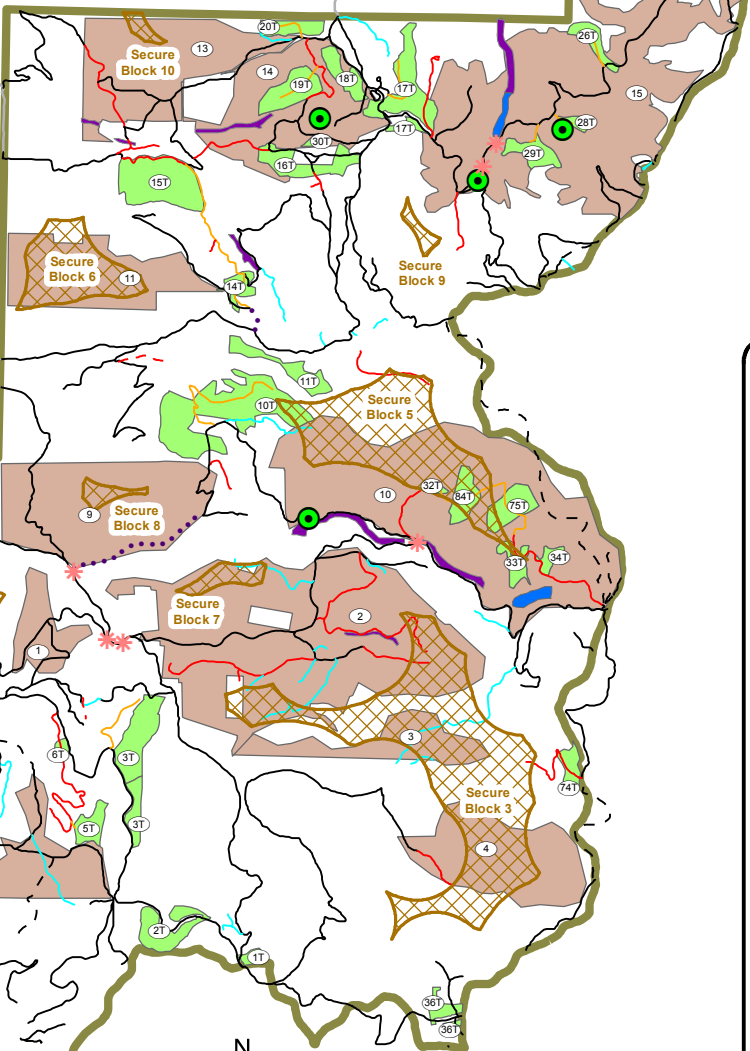 20T
26T
Secure
Block 10
13
14
19T
18T
17T
15
17T
28T
30T
29T
16T
15T
Secure
Block 6
11
Secure
Block 9
14T
11T
10T
Secure
Block 5
32T
84T
10
75T
9
Secure
Block 8
33T
34T
Secure
Block 7
2
1
3
6T
3T
74T
Secure
Block 3
5T
3T
4
2T
1T
36T
36T
N